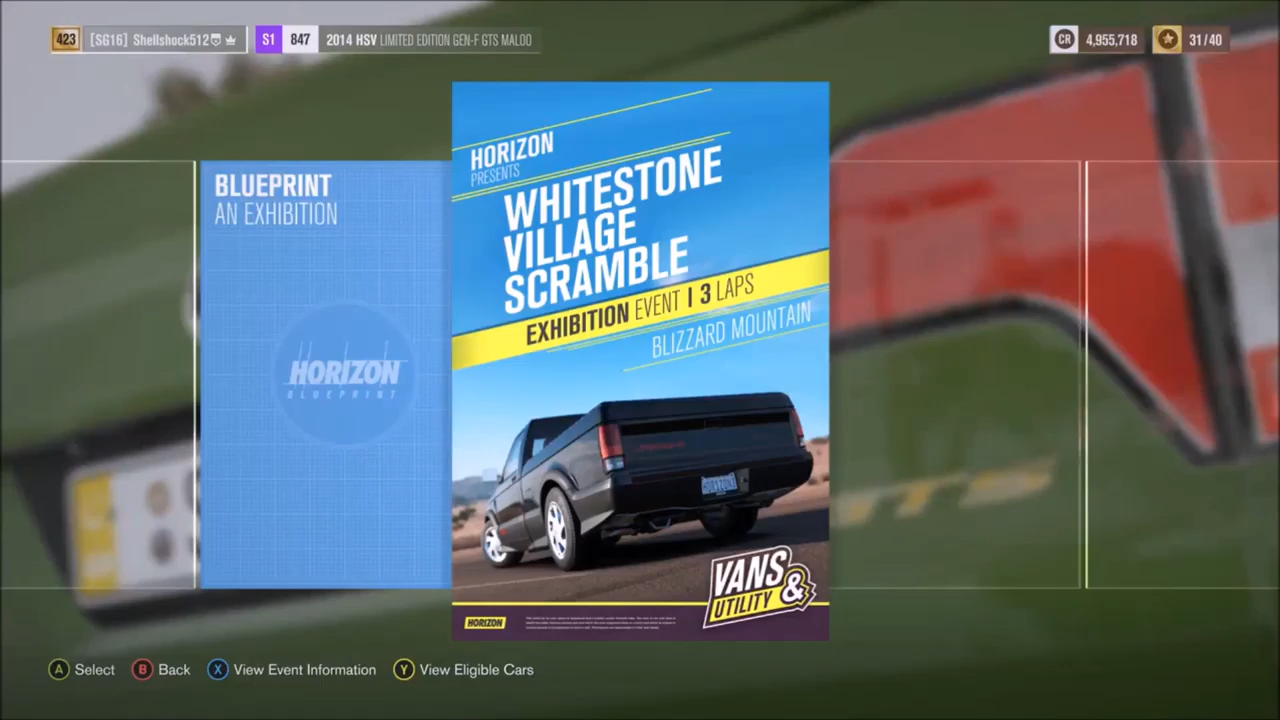 423 [SG16] Shellshock512 S1 847 2014 HSV LIMITED EDITION GEN-F GTS MALOO CR 4,955,718 31/40
BLUEPRINT
AN EXHIBITION
HORIZON
BLUEPRINT
HORIZON
PRESENTS
WHITESTONE
VILLAGE
SCRAMBLE
EXHIBITION EVENT | 3 LAPS
BLIZZARD MOUNTAIN
VANS &
UTILITY
HORIZON
A Select B Back X View Event Information Y View Eligible Cars